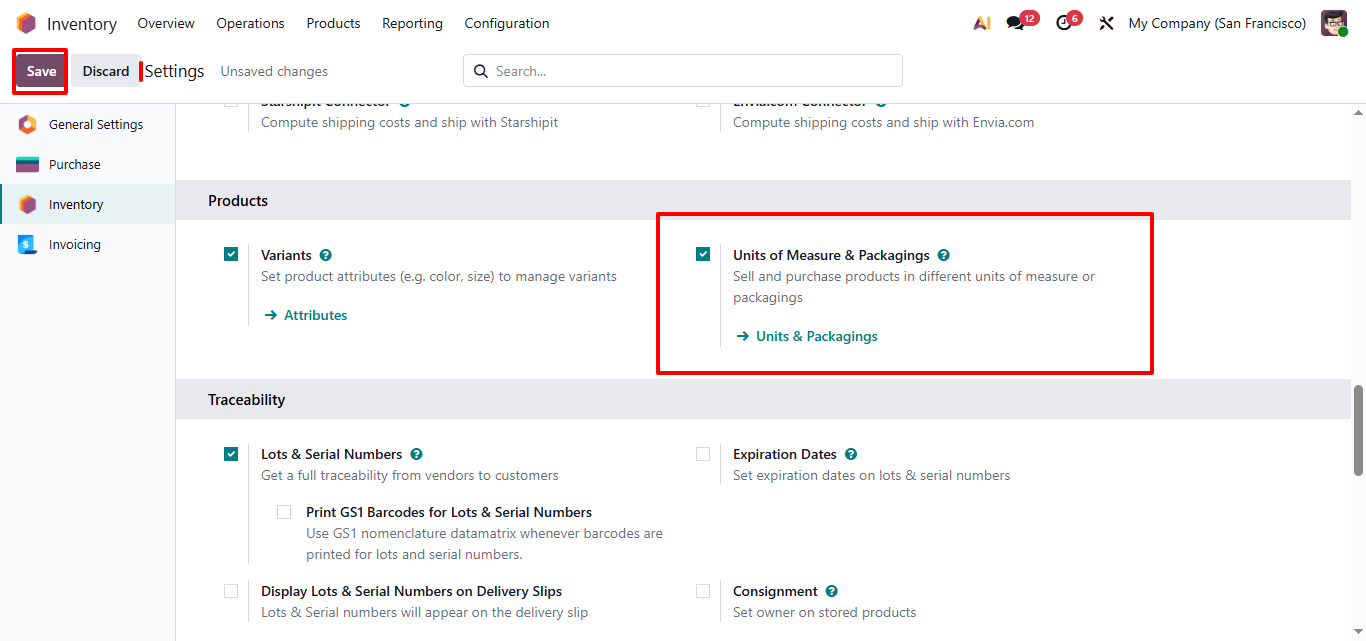 Inventory Overview Operations Products Reporting Configuration AI 12 6 My Company (San Francisco)
Save Discard Settings Unsaved changes Search...
General Settings
Purchase
Inventory
Invoicing
Starshipit Connector ?
Compute shipping costs and ship with Starshipit
Envia.com Connector ?
Compute shipping costs and ship with Envia.com
Products
Variants ?
Set product attributes (e.g. color, size) to manage variants
→ Attributes
Units of Measure & Packagings ?
Sell and purchase products in different units of measure or
packagings
→ Units & Packagings
Traceability
Lots & Serial Numbers ?
Get a full traceability from vendors to customers
Print GS1 Barcodes for Lots & Serial Numbers
Use GS1 nomenclature datamatrix whenever barcodes are
printed for lots and serial numbers.
Expiration Dates ?
Set expiration dates on lots & serial numbers
Display Lots & Serial Numbers on Delivery Slips
Lots & Serial numbers will appear on the delivery slip
Consignment ?
Set owner on stored products